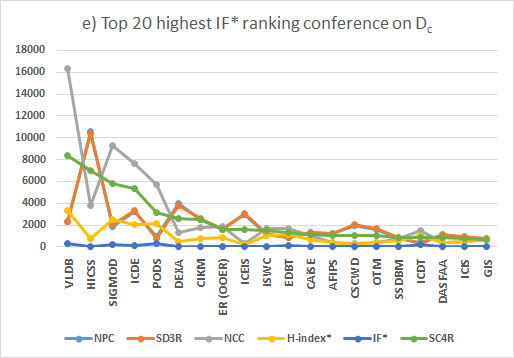 e) Top 20 highest IF* ranking conference on Dc
18000
16000
14000
12000
10000
8000
6000
4000
2000
0
VLDB
HICSS
SIGMOD
ICDE
PODS
DEXA
CIKM
ER (OOER)
ICEB
ISWC
EDBT
CAiSE
AFIPS
CSCWD
OTM
SSDBM
ICDT
DASFAA
ICIS
GIS
NPC
SD3R
NCC
H-index*
IF*
SC4R